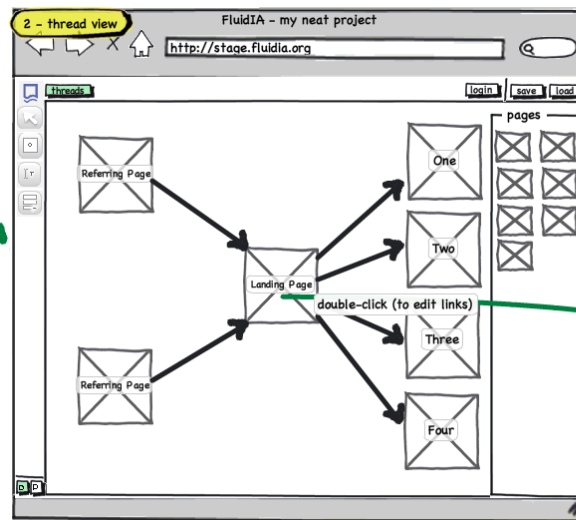 2 - thread view
FluidIA - my neat project
http://stage.fluidia.org
threads
login
save
load
pages
Referring Page
One
Two
Landing Page
double-click (to edit links)
Three
Referring Page
Four
D
P